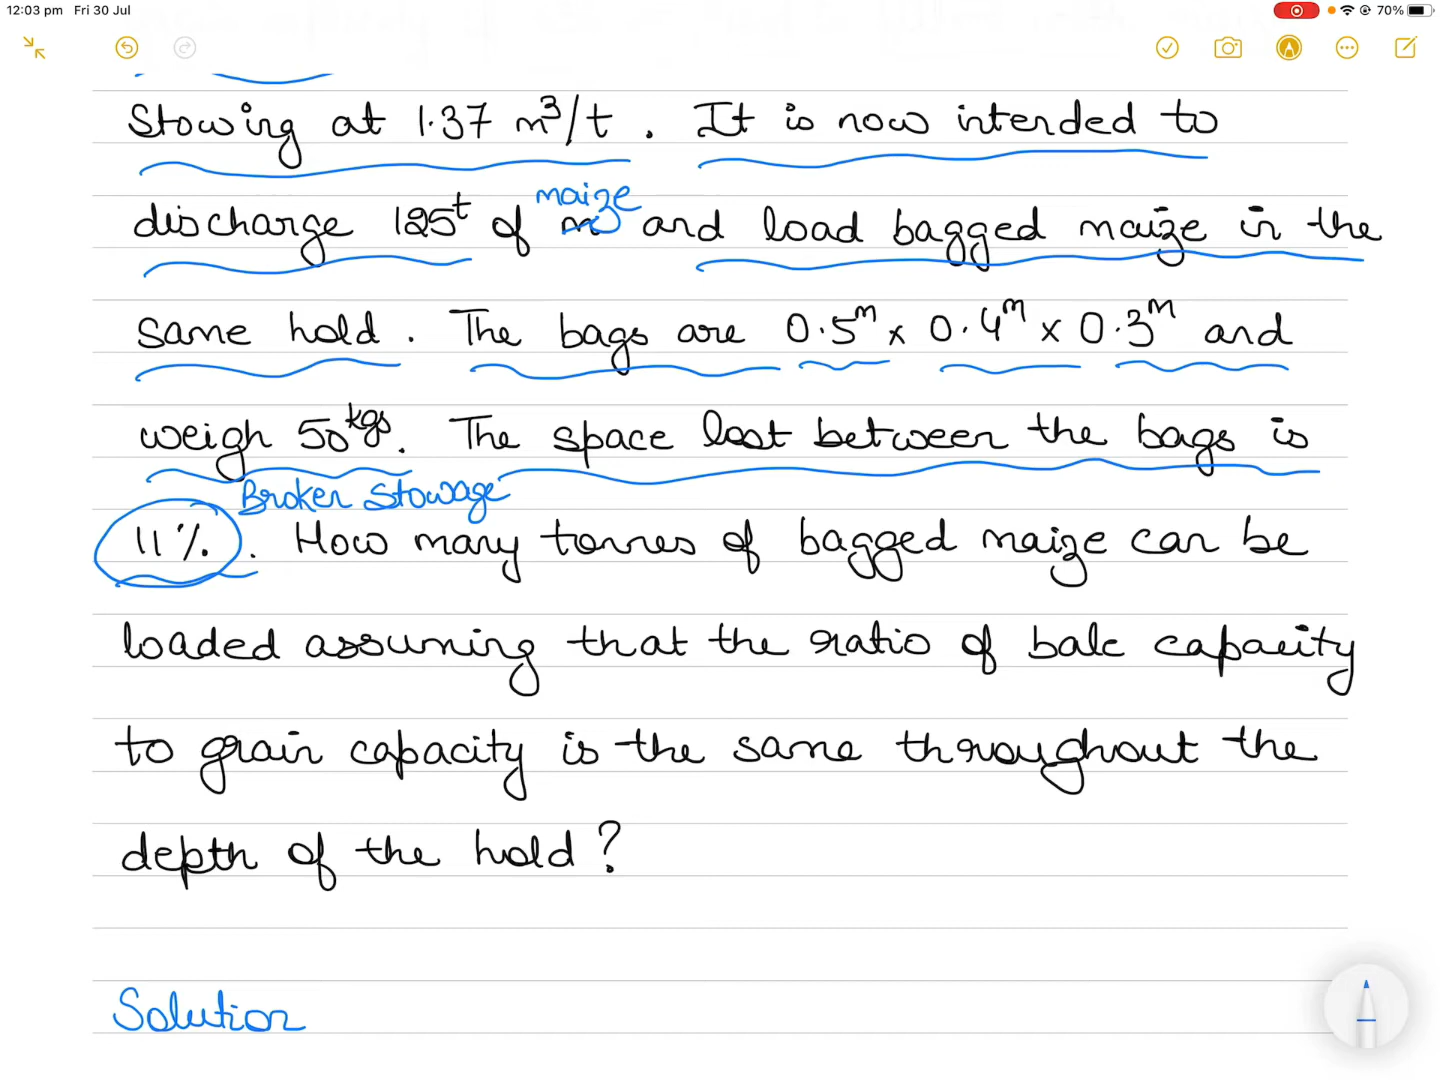 12:03 pm Fri 30 Jul
70%
Stowing at 1.37 m³/t. It is now intended to
maize
discharge 125t of m and load bagged maize in the
same hold. The bags are 0.5m x 0.4m x 0.3m and
weigh 50kgs. The space lost between the bags is
Broken Stowage
11%. How many tonnes of bagged maize can be
loaded assuming that the ratio of bale capacity
to grain capacity is the same throughout the
depth of the hold?
Solution